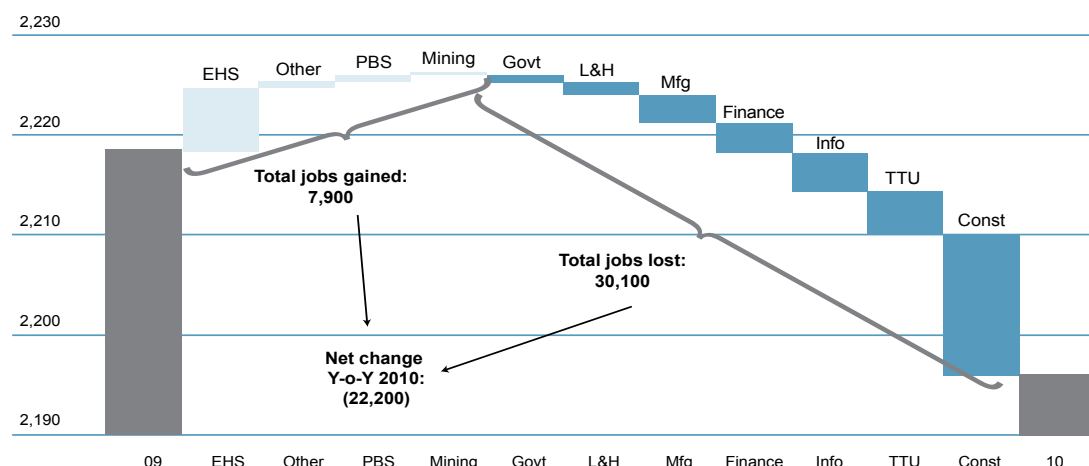 2,230
EHS
Other
PBS
Mining
Govt
L&H
Mfg
Finance
Info
TTU
Const
2,220
2,210
2,200
2,190
Total jobs gained:
7,900
Total jobs lost:
30,100
Net change
Y-o-Y 2010:
(22,200)
09 EHS Other PBS Mining Govt L&H Mfg Finance Info TTU Const 10